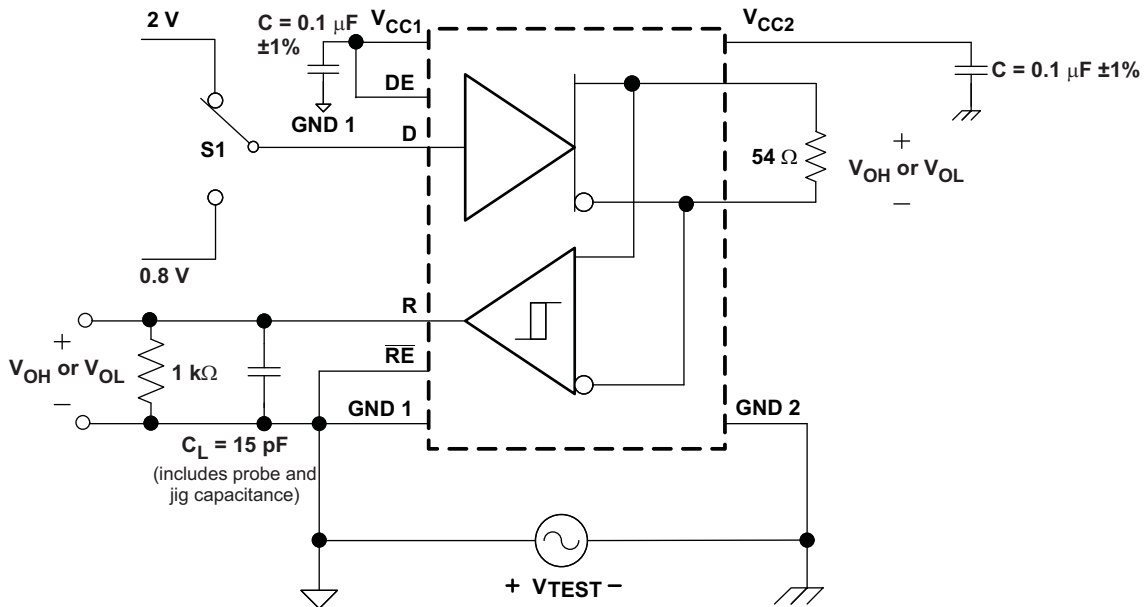 2 V
C = 0.1 μF
±1%
VCC1
VCC2
C = 0.1 μF ±1%
DE
GND 1
D
S1
54 Ω
+
VOH or VOL
−
0.8 V
R
+
VOH or VOL
−
1 kΩ
RE
GND 1
GND 2
CL = 15 pF
(includes probe and
jig capacitance)
+ VTEST −